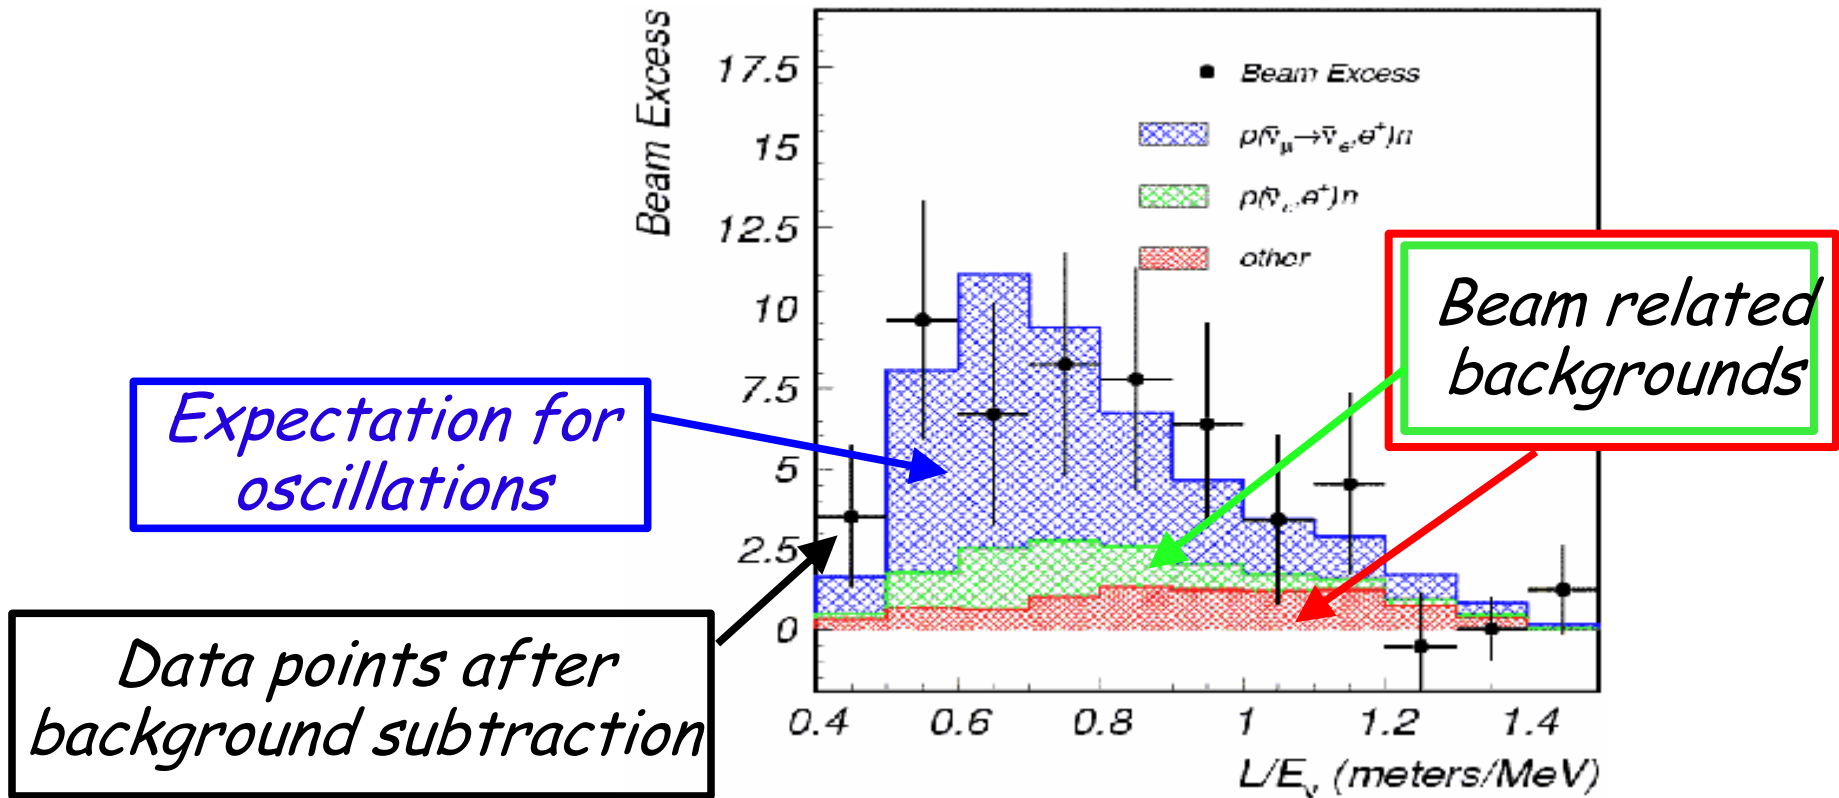 Beam Excess
17.5
15
12.5
10
7.5
5
2.5
0
Beam Excess
p(ν̄μ→ν̄e,e⁺)n
p(ν̄e,e⁺)n
other
Beam related
backgrounds
Expectation for
oscillations
Data points after
background subtraction
0.4 0.6 0.8 1 1.2 1.4
L/Eν (meters/MeV)